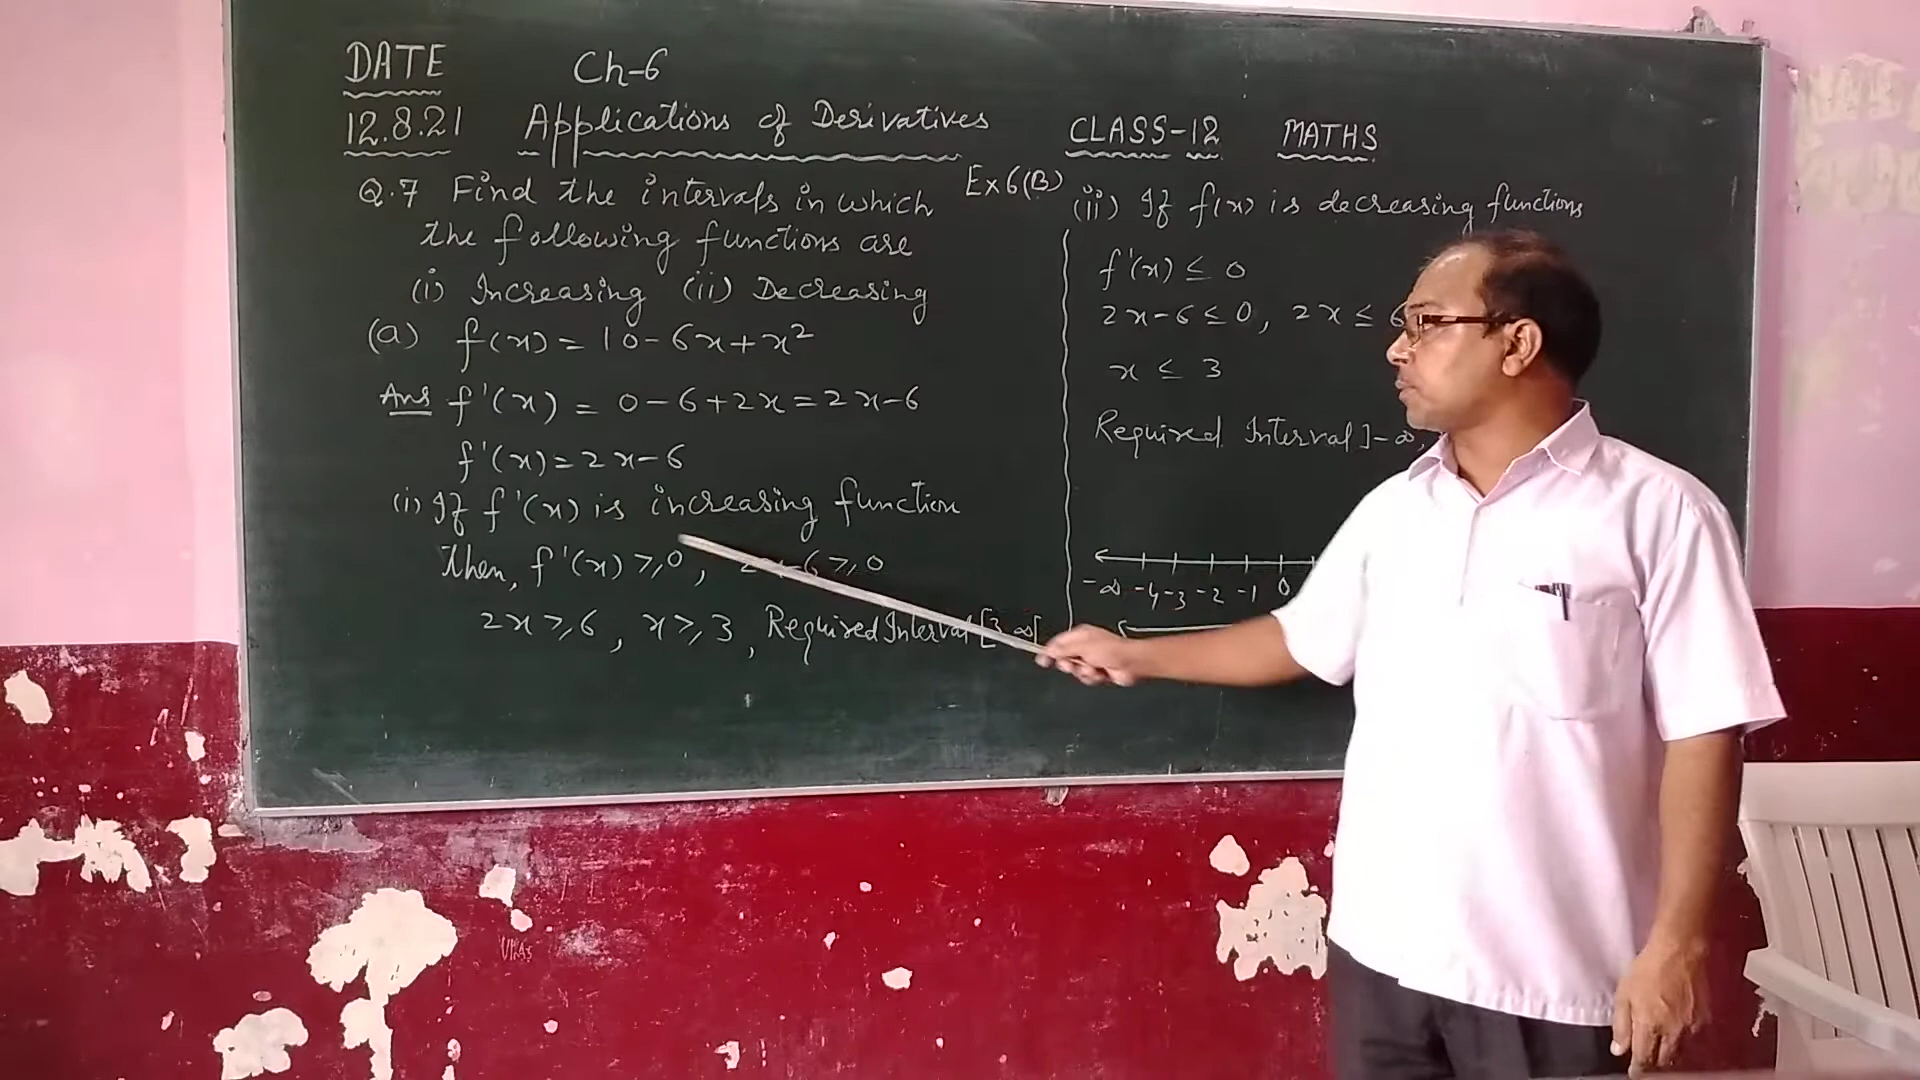 DATE
12.8.21
Ch-6
Applications of Derivatives
CLASS-12 MATHS
Ex 6(B)
Q.7 Find the intervals in which
the following functions are
(i) Increasing (ii) Decreasing
(a) f(x) = 10-6x+x²
Ans f'(x) = 0-6+2x=2x-6
f'(x)=2x-6
(i) If f'(x) is increasing function
Then, f'(x) ≥ 0, 2x-6 ≥ 0
2x ≥ 6, x ≥ 3, Required Interval [3 ∞[
(ii) If f(x) is decreasing functions
f'(x) ≤ 0
2x-6 ≤ 0, 2x ≤ 6
x ≤ 3
Required Interval ]-∞,
-∞ -4 -3 -2 -1 0